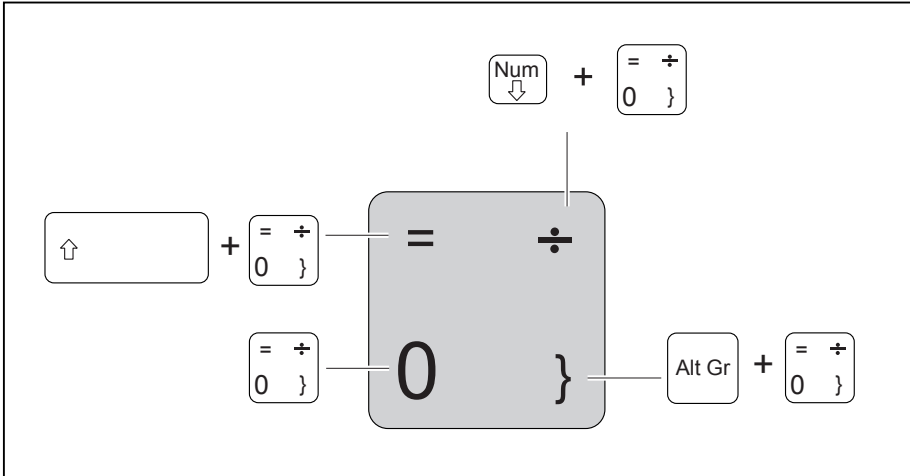 Num
⇩ + = ÷
0 }
⇧ + = ÷
0 }
= ÷
0 }
= ÷
0 }
Alt Gr + = ÷
0 }